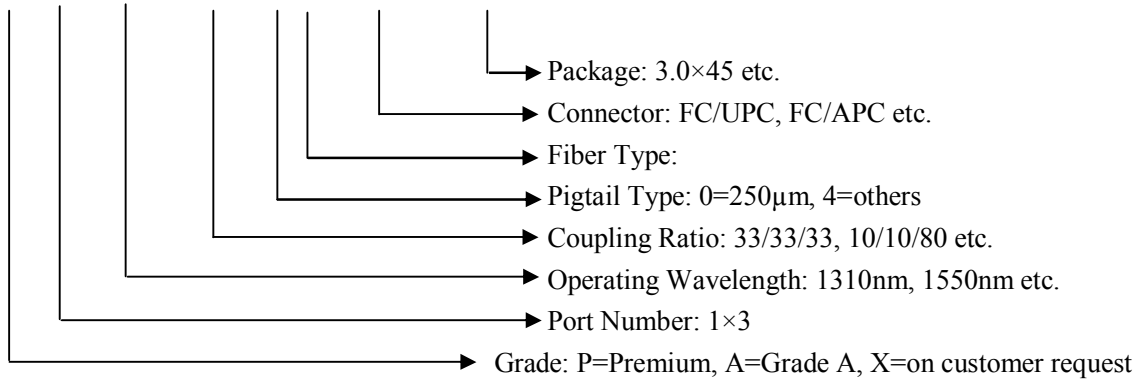 Package: 3.0×45 etc.
Connector: FC/UPC, FC/APC etc.
Fiber Type:
Pigtail Type: 0=250µm, 4=others
Coupling Ratio: 33/33/33, 10/10/80 etc.
Operating Wavelength: 1310nm, 1550nm etc.
Port Number: 1×3
Grade: P=Premium, A=Grade A, X=on customer request